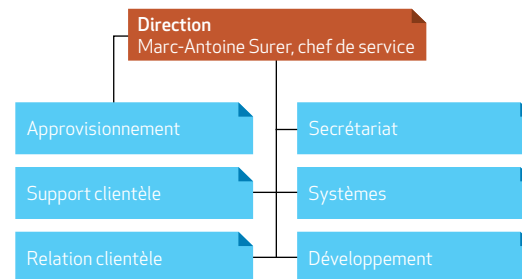 Direction
Marc-Antoine Surer, chef de service
Approvisionnement
Secrétariat
Support clientèle
Systèmes
Relation clientèle
Développement